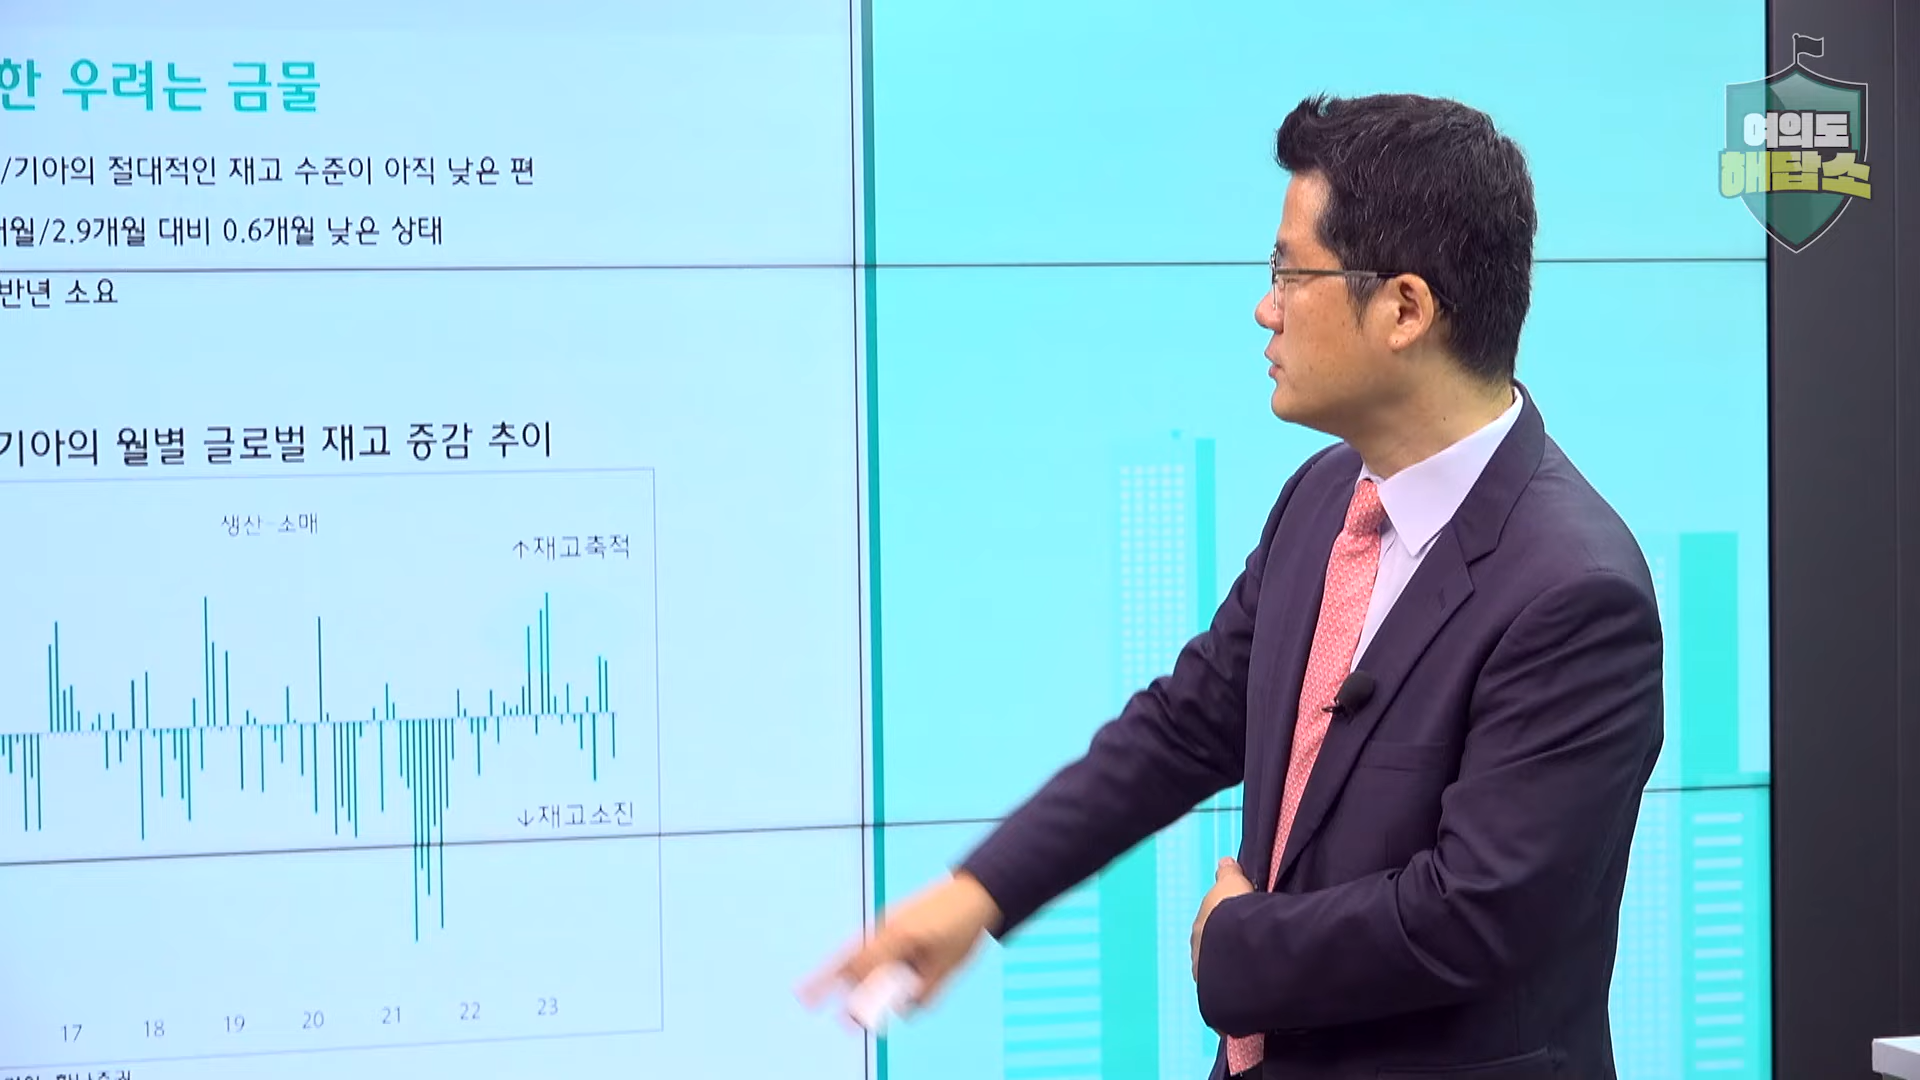 한 우려는 금물
/기아의 절대적인 재고 수준이 아직 낮은 편
개월/2.9개월 대비 0.6개월 낮은 상태
반년 소요
기아의 월별 글로벌 재고 증감 추이
생산-소매
↑재고축적
↓재고소진
17 18 19 20 21 22 23
여의도
해답소